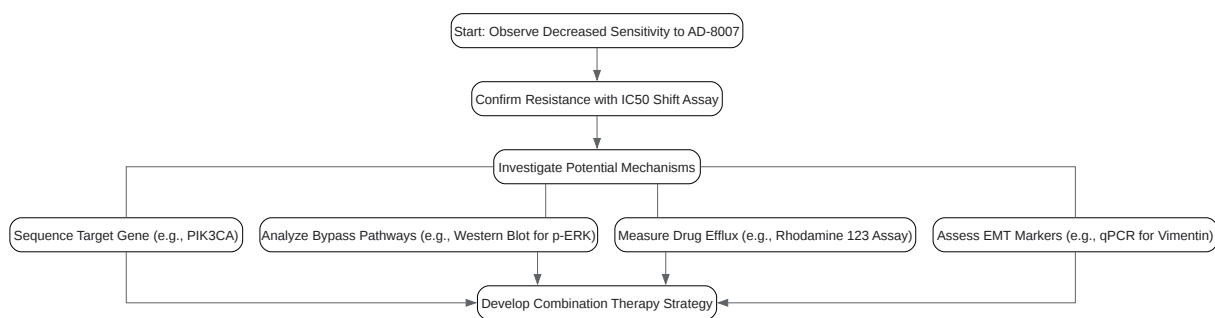 Start: Observe Decreased Sensitivity to AD-8007
Confirm Resistance with IC50 Shift Assay
Investigate Potential Mechanisms
Sequence Target Gene (e.g., PIK3CA)
Analyze Bypass Pathways (e.g., Western Blot for p-ERK)
Measure Drug Efflux (e.g., Rhodamine 123 Assay)
Assess EMT Markers (e.g., qPCR for Vimentin)
Develop Combination Therapy Strategy